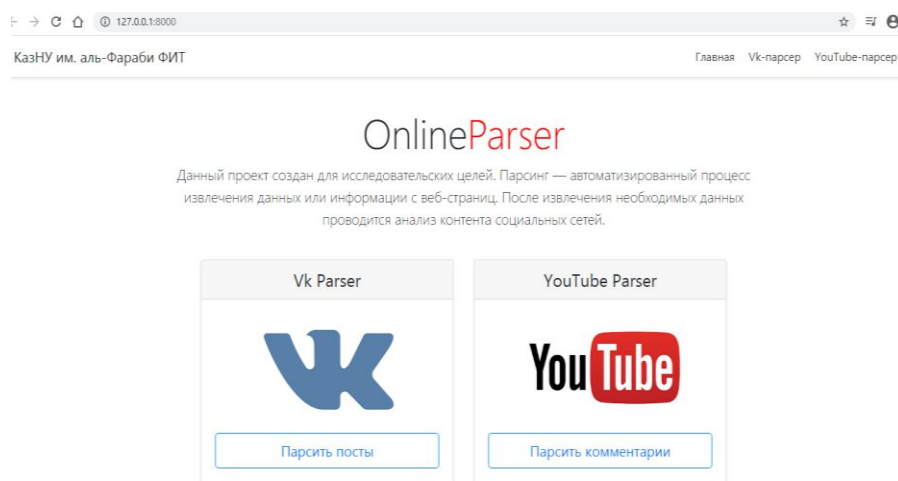 127.0.0.1:8000
КазНУ им. аль-Фараби ФИТ
Главная Vk-парсер YouTube-парсер
OnlineParser
Данный проект создан для исследовательских целей. Парсинг — автоматизированный процесс
извлечения данных или информации с веб-страниц. После извлечения необходимых данных
проводится анализ контента социальных сетей.
Vk Parser
YouTube Parser
YouTube
Парсить посты
Парсить комментарии